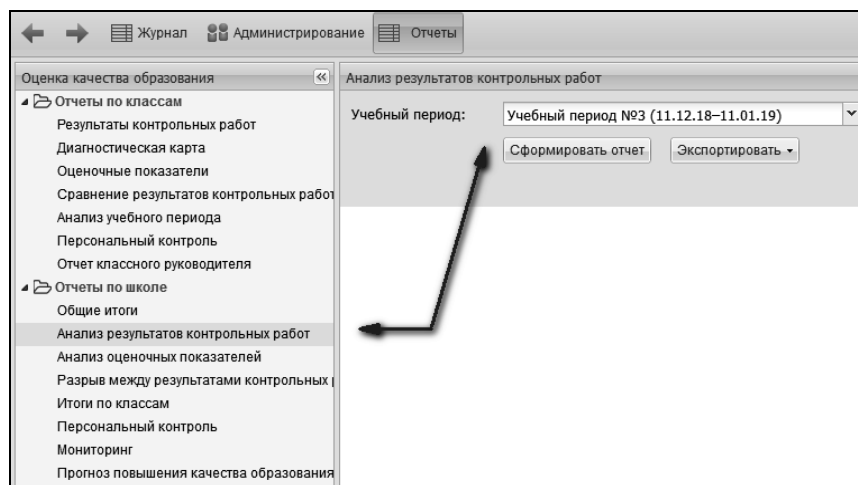 Журнал Администрирование Отчеты
Оценка качества образования
Отчеты по классам
Результаты контрольных работ
Диагностическая карта
Оценочные показатели
Сравнение результатов контрольных работ
Анализ учебного периода
Персональный контроль
Отчет классного руководителя
Отчеты по школе
Общие итоги
Анализ результатов контрольных работ
Анализ оценочных показателей
Разрыв между результатами контрольных
Итоги по классам
Персональный контроль
Мониторинг
Прогноз повышения качества образования
Анализ результатов контрольных работ
Учебный период: Учебный период №3 (11.12.18–11.01.19)
Сформировать отчет Экспортировать